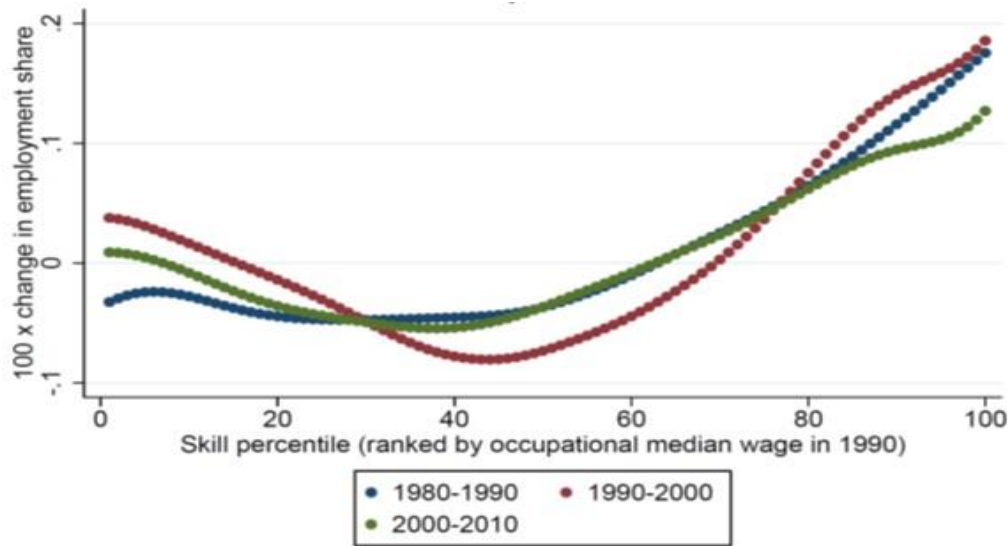 .2
.1
0
-.1
100 x change in employment share
0 20 40 60 80 100
Skill percentile (ranked by occupational median wage in 1990)
1980-1990 1990-2000
2000-2010